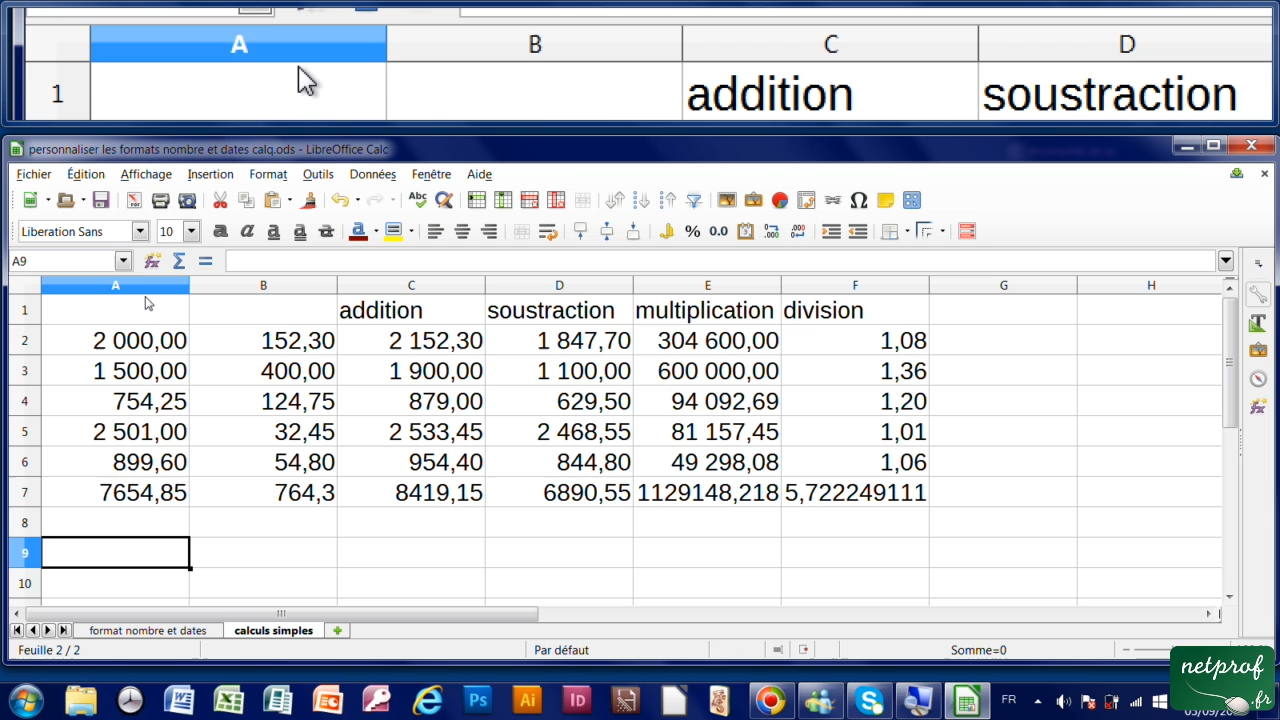 A B C D
1 addition soustraction
personnaliser les formats nombre et dates calq.ods - LibreOffice Calc
Fichier Édition Affichage Insertion Format Outils Données Fenêtre Aide
Liberation Sans 10
A9
A B C D E F G H
1 addition soustraction multiplication division
2 2 000,00 152,30 2 152,30 1 847,70 304 600,00 1,08
3 1 500,00 400,00 1 900,00 1 100,00 600 000,00 1,36
4 754,25 124,75 879,00 629,50 94 092,69 1,20
5 2 501,00 32,45 2 533,45 2 468,55 81 157,45 1,01
6 899,60 54,80 954,40 844,80 49 298,08 1,06
7 7654,85 764,3 8419,15 6890,55 1129148,218 5,722249111
8
9
10
format nombre et dates calculs simples
Feuille 2 / 2 Par défaut Somme=0
netprof
.fr
FR